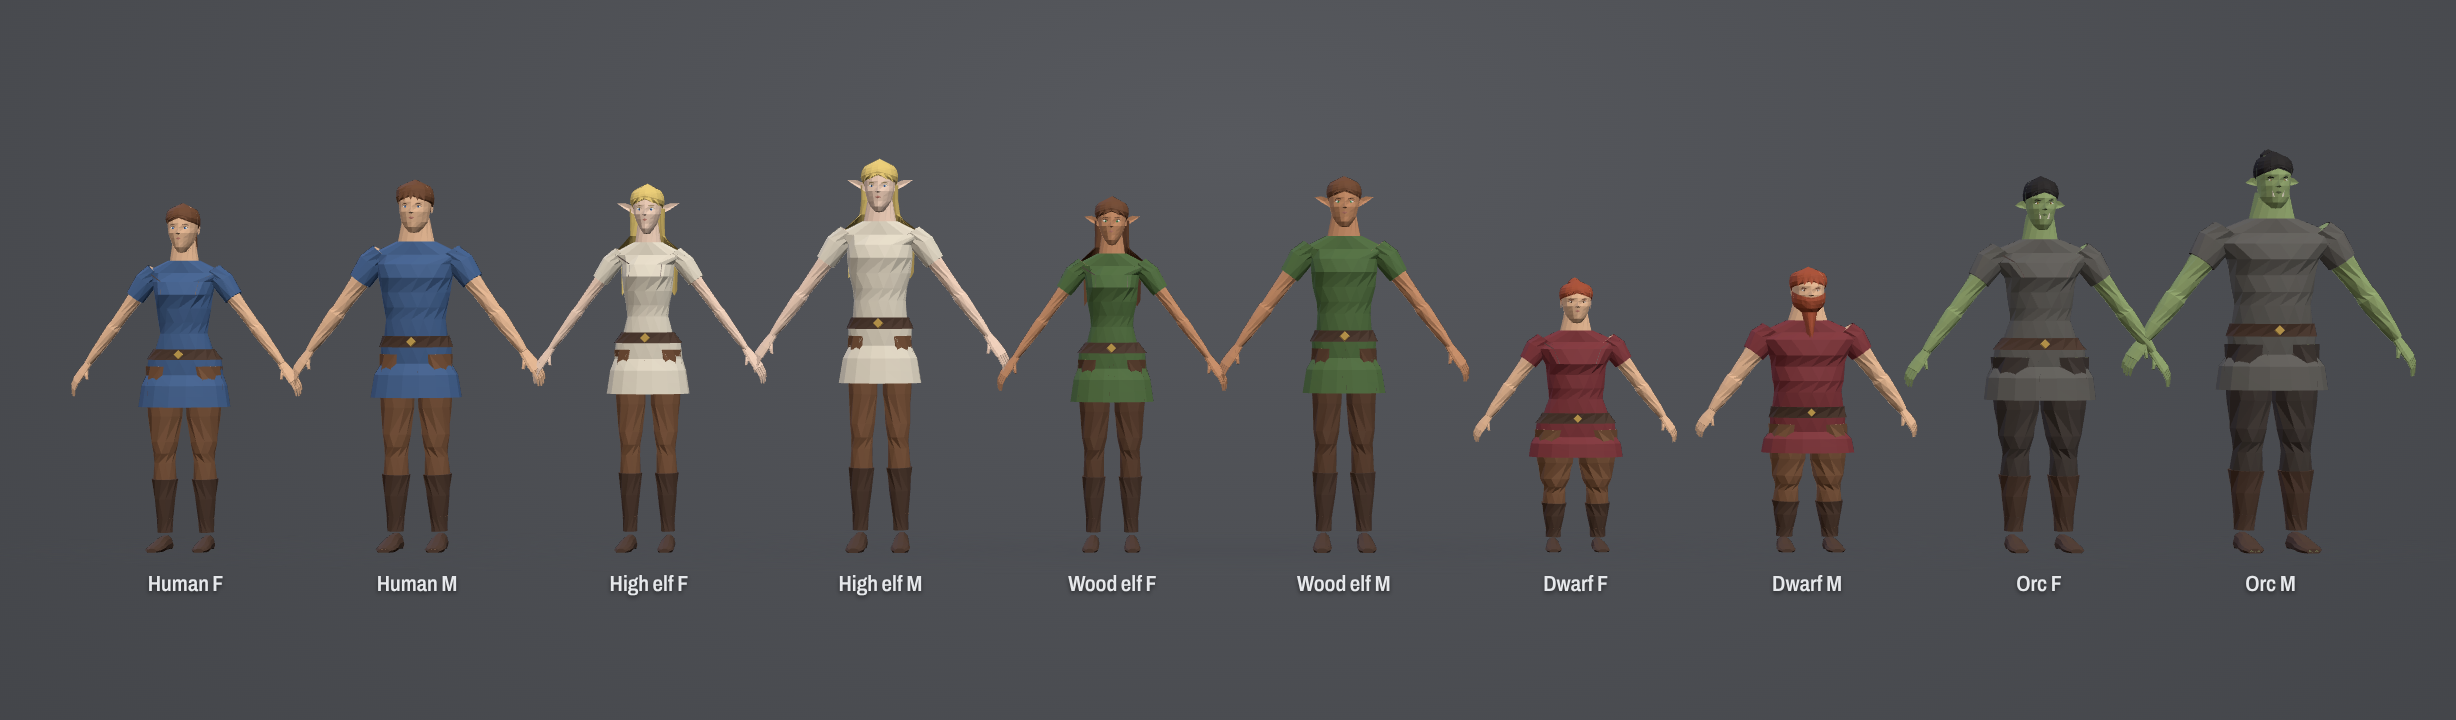 Human F
Human M
High elf F
High elf M
Wood elf F
Wood elf M
Dwarf F
Dwarf M
Orc F
Orc M